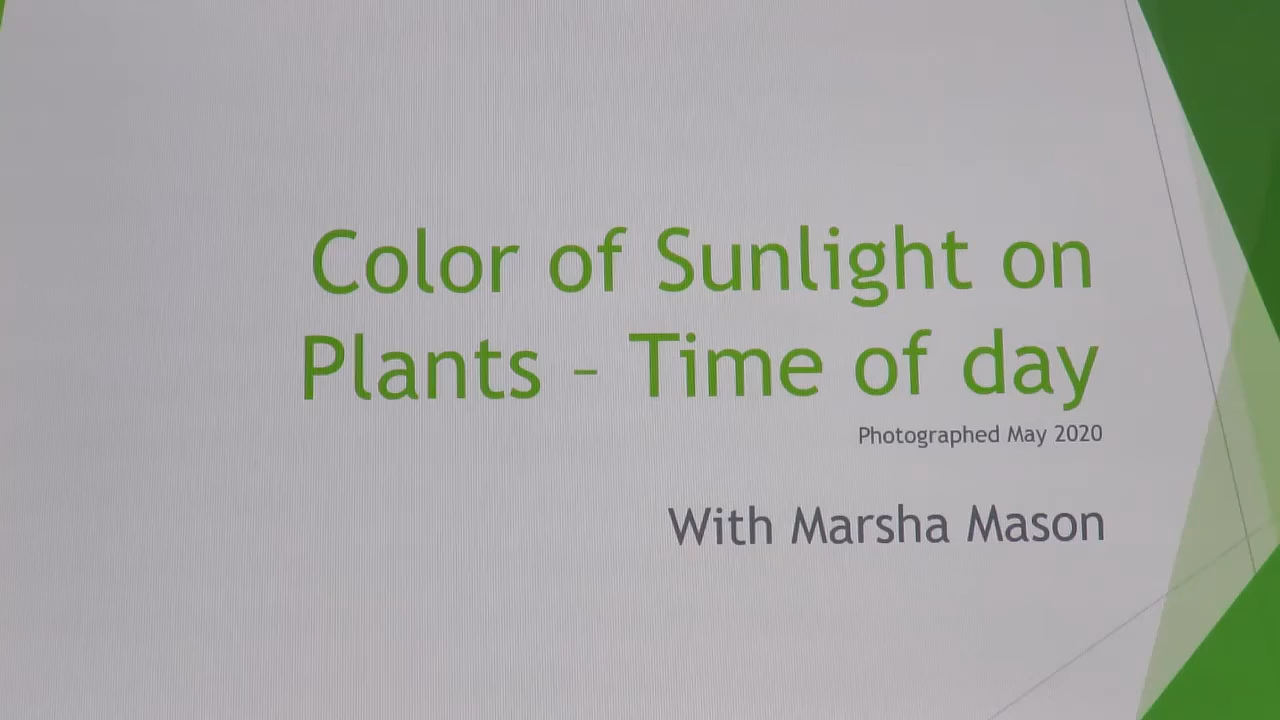 Color of Sunlight on
Plants – Time of day
Photographed May 2020
With Marsha Mason